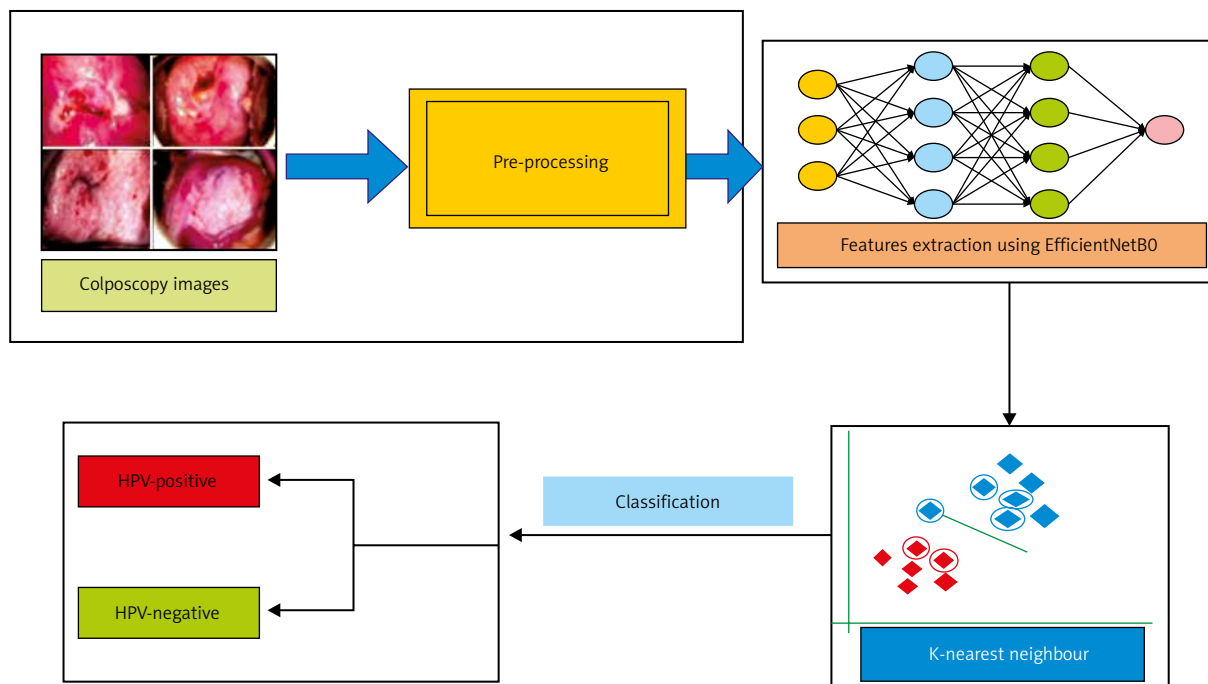 Colposcopy images
Pre-processing
Features extraction using EfficientNetB0
K-nearest neighbour
Classification
HPV-positive
HPV-negative